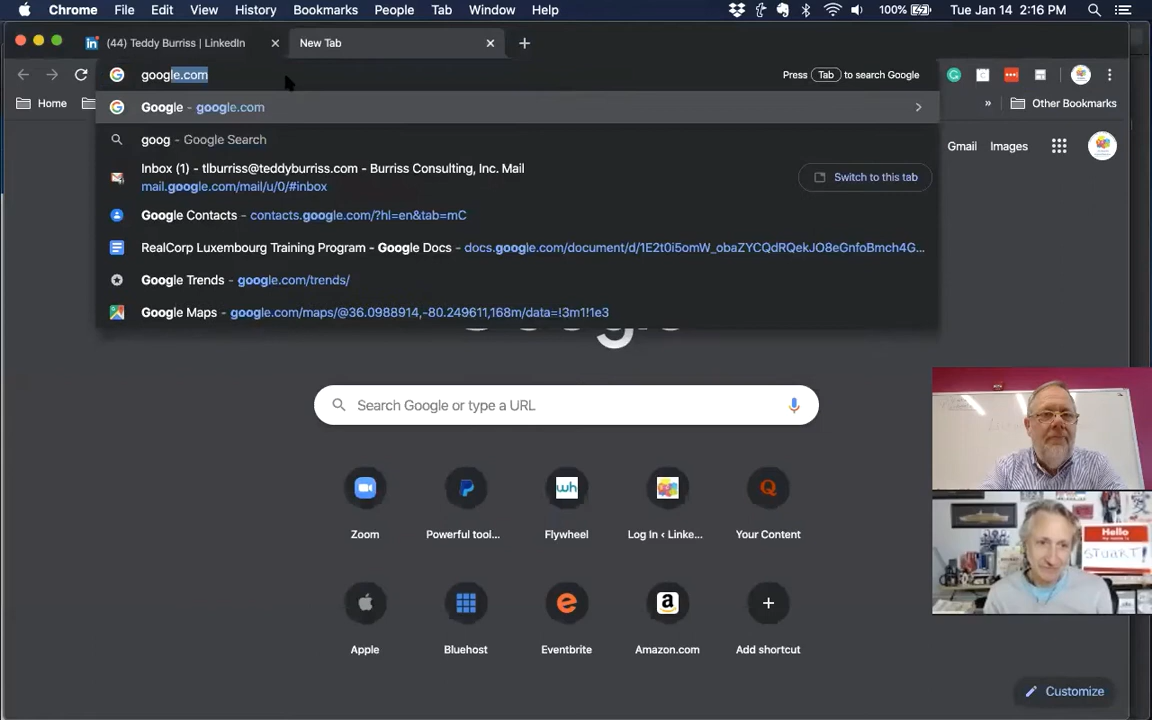 Chrome File Edit View History Bookmarks People Tab Window Help 100% Tue Jan 14 2:16 PM
(44) Teddy Burriss | LinkedIn
New Tab
google.com
Press Tab to search Google
Home
Google - google.com
» Other Bookmarks
goog - Google Search
Gmail Images
Inbox (1) - tlburriss@teddyburriss.com - Burriss Consulting, Inc. Mail
mail.google.com/mail/u/0/#inbox
Switch to this tab
Google Contacts - contacts.google.com/?hl=en&tab=mC
RealCorp Luxembourg Training Program - Google Docs - docs.google.com/document/d/1E2t0i5omW_obaZYCQdRQekJO8eGnfoBmch4G...
Google Trends - google.com/trends/
Google Maps - google.com/maps/@36.0988914,-80.249611,168m/data=!3m1!1e3
Search Google or type a URL
wh
Zoom
Powerful tool...
Flywheel
Log In ‹ Linke...
Your Content
Hello
STUART!
Apple
Bluehost
Eventbrite
Amazon.com
Add shortcut
Customize